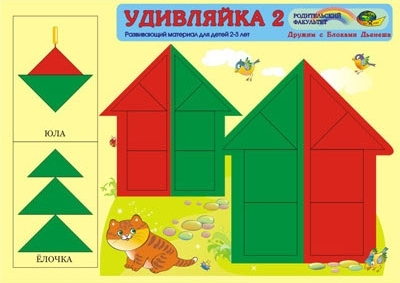 УДИВЛЯЙКА 2
Развивающий материал для детей 2-3 лет
РОДИТЕЛЬСКИЙ
ФАКУЛЬТЕТ
Дружим с Блоками Дьенеша
ЮЛА
ЁЛОЧКА